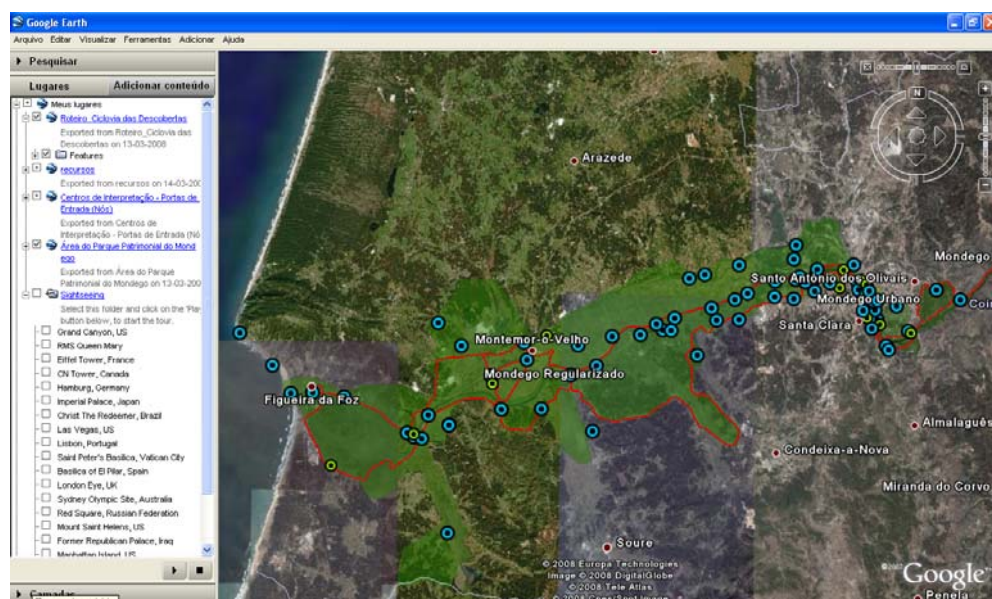 Google Earth
Arquivo Editar Visualizar Ferramentas Adicionar Ajuda
Pesquisar
Lugares Adicionar conteúdo
Meus lugares
Roteiro_Ciclovia das Descobertas
Exported from Roteiro_Ciclovia das
Descobertas on 13-03-2008
Features
recursos
Exported from recursos on 14-03-200
Centros de Interpretação - Portas de
Entrada (Nós)
Exported from Centros de
Interpretação - Portas de Entrada (Nó
Área do Parque Patrimonial do Mond
ego
Exported from Área do Parque
Patrimonial do Mondego on 13-03-200
Sightseeing
Select this folder and click on the 'Play
button below, to start the tour.
Grand Canyon, US
RMS Queen Mary
Eiffel Tower, France
CN Tower, Canada
Hamburg, Germany
Imperial Palace, Japan
Christ The Redeemer, Brazil
Las Vegas, US
Lisbon, Portugal
Saint Peter's Basilica, Vatican City
Basilica of El Pilar, Spain
London Eye, UK
Sydney Olympic Site, Australia
Red Square, Russian Federation
Mount Saint Helens, US
Former Republican Palace, Iraq
Manhattan Island, US
Camadas
N
Arazede
Mondego
Santo António dos Olivais
Mondego Urbano
Coi
Santa Clara
Montemor-o-Velho
Mondego Regularizado
Figueira da Foz
Almalaguês
Condeixa-a-Nova
Miranda do Corvo
Soure
© 2008 Europa Technologies
Image © 2008 DigitalGlobe
© 2008 Tele Atlas
© 2008 Cnes/Spot Image
Google
Penela